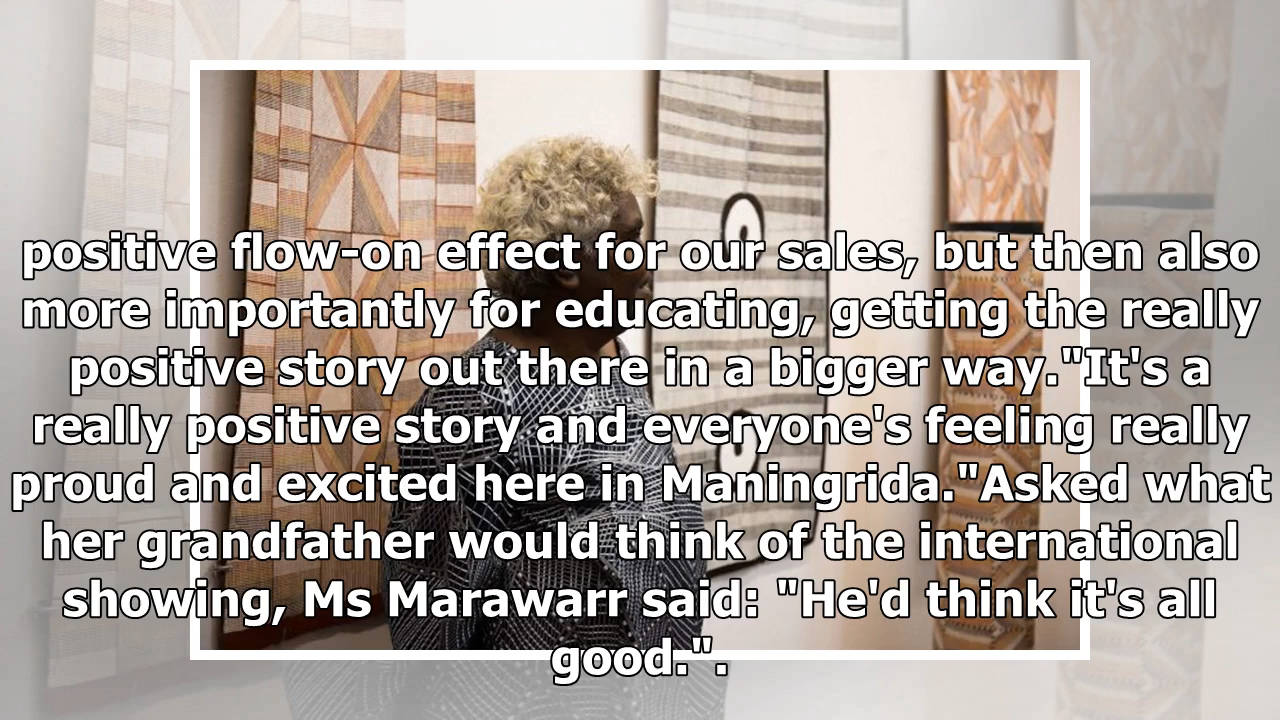 positive flow-on effect for our sales, but then also
more importantly for educating, getting the really
positive story out there in a bigger way."It's a
really positive story and everyone's feeling really
proud and excited here in Maningrida."Asked what
her grandfather would think of the international
showing, Ms Marawarr said: "He'd think it's all
good.".